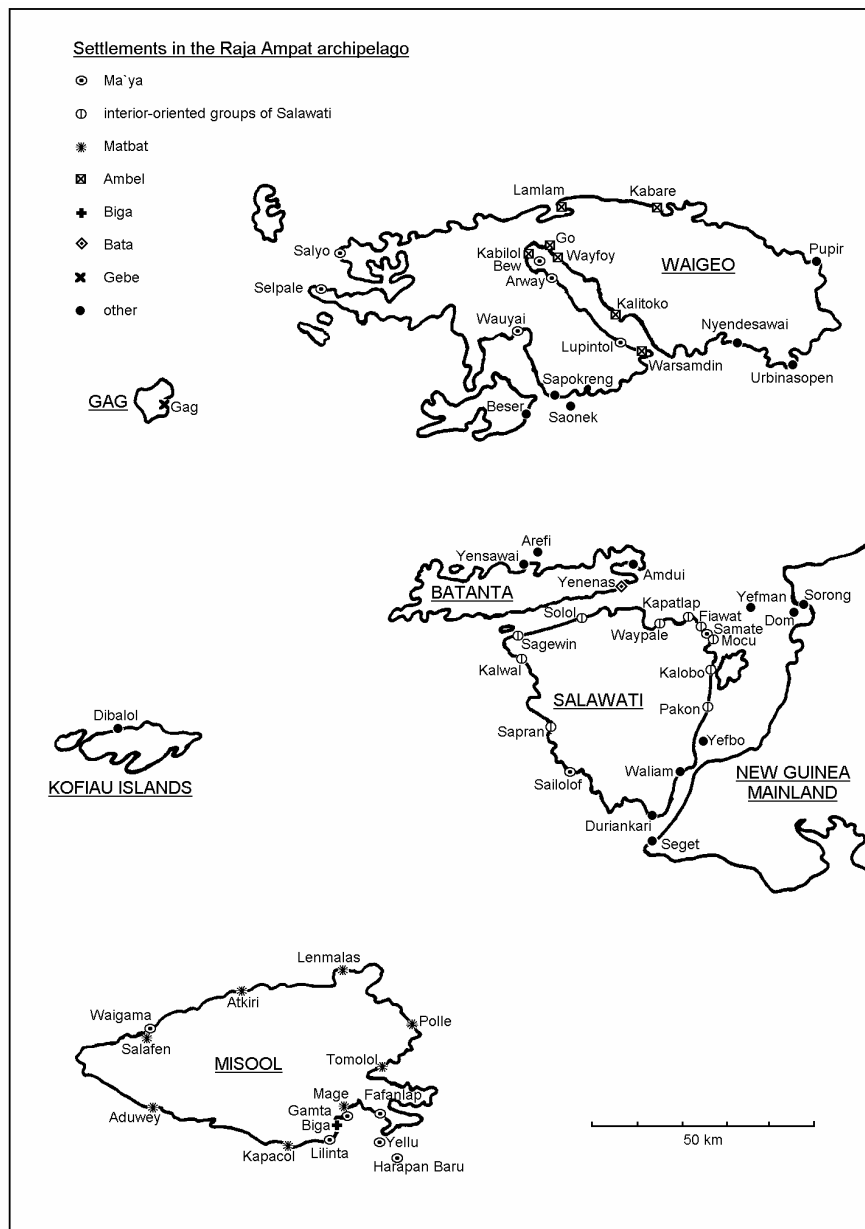 Settlements in the Raja Ampat archipelago
Ma`ya
interior-oriented groups of Salawati
Matbat
Ambel
Biga
Bata
Gebe
other
Lamlam
Kabare
Salyo
Go
Kabilol
Wayfoy
Bew
WAIGEO
Pupir
Arway
Selpale
Kalitoko
Wauyai
Nyendesawai
Lupintol
Warsamdin
Urbinasopen
Sapokreng
GAG
Gag
Beser
Saonek
Arefi
Yensawai
Amdui
Yenenas
BATANTA
Yefman
Sorong
Kapatlap
Solol
Fiawat
Dom
Samate
Waypale
Mocu
Sagewin
Kalwal
Kalobo
SALAWATI
Pakon
Dibalol
Sapran
Yefbo
Waliam
NEW GUINEA
MAINLAND
KOFIAU ISLANDS
Sailolof
Duriankari
Seget
Lenmalas
Atkiri
Waigama
Polle
Salafen
MISOOL
Tomolol
Mage
Fafanlap
Gamta
Aduwey
Biga
Yellu
Kapacol
Lilinta
Harapan Baru
50 km